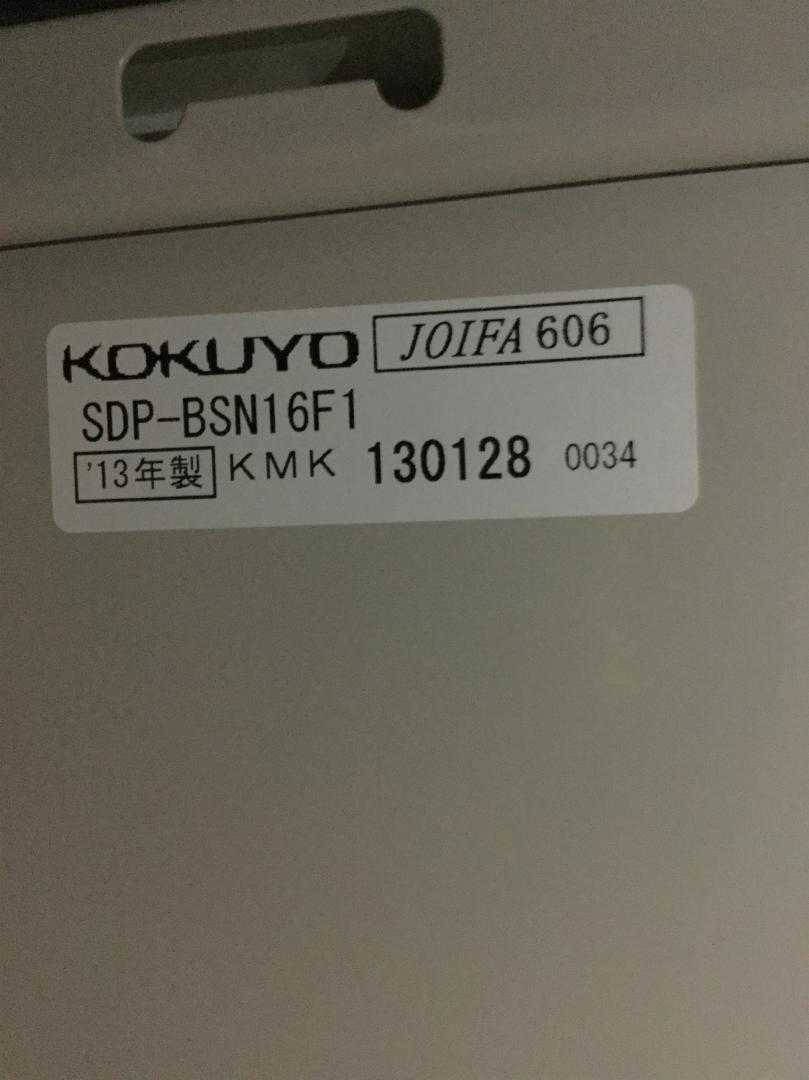 KOKUYO JOIFA 606
SDP-BSN16F1
'13年製 KMK 130128 0034